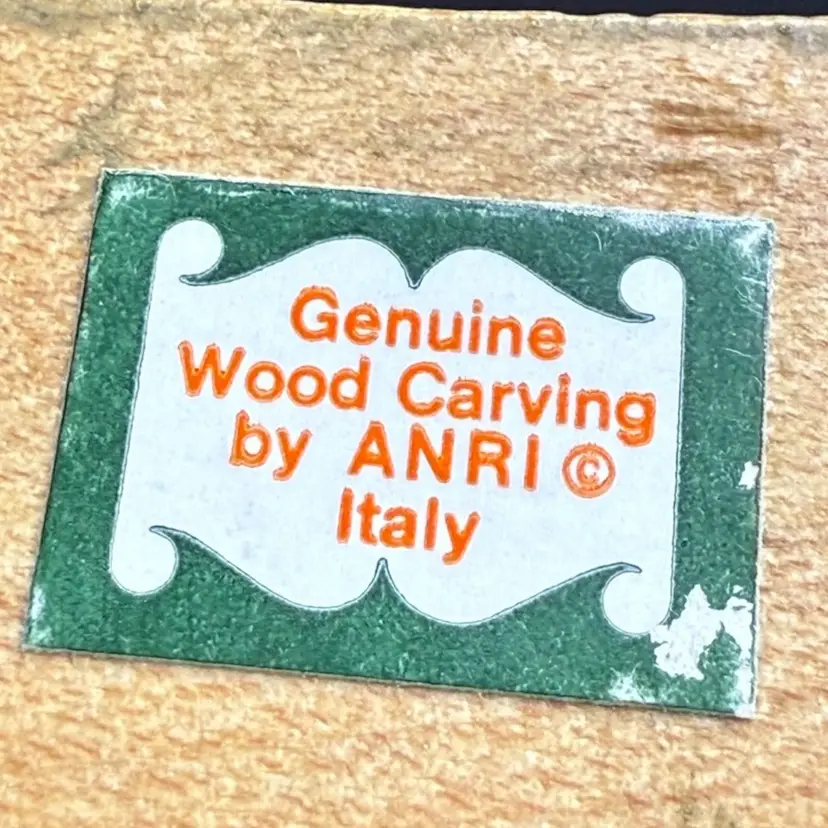 Genuine
Wood Carving
by ANRI ©
Italy